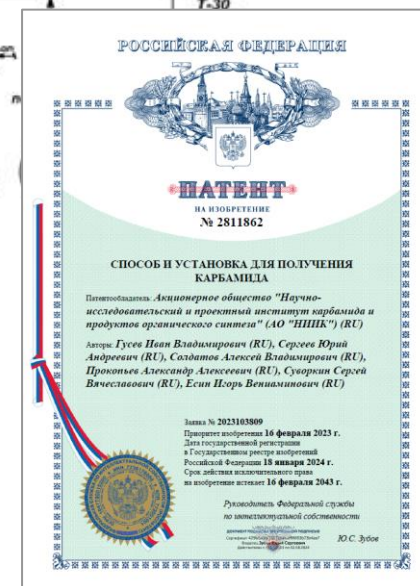 Т-30
РОССИЙСКАЯ ФЕДЕРАЦИЯ
ПАТЕНТ
НА ИЗОБРЕТЕНИЕ
№ 2811862
СПОСОБ И УСТАНОВКА ДЛЯ ПОЛУЧЕНИЯ
КАРБАМИДА
Патентообладатель: Акционерное общество "Научно-
исследовательский и проектный институт карбамида и
продуктов органического синтеза" (АО "НИИК") (RU)
Авторы: Гусев Иван Владимирович (RU), Сергеев Юрий
Андреевич (RU), Солдатов Алексей Владимирович (RU),
Прокопьев Александр Алексеевич (RU), Суворкин Сергей
Вячеславович (RU), Есин Игорь Вениаминович (RU)
Заявка № 2023103809
Приоритет изобретения 16 февраля 2023 г.
Дата государственной регистрации
в Государственном реестре изобретений
Российской Федерации 18 января 2024 г.
Срок действия исключительного права
на изобретение истекает 16 февраля 2043 г.
Руководитель Федеральной службы
по интеллектуальной собственности
Ю.С. Зубов